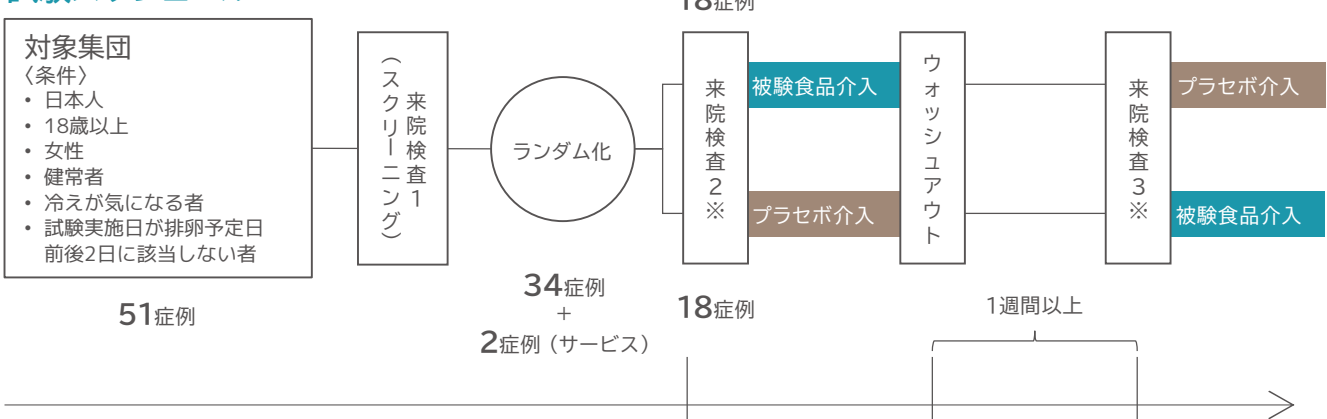 18症例
対象集団
〈条件〉
• 日本人
• 18歳以上
• 女性
• 健常者
• 冷えが気になる者
• 試験実施日が排卵予定日
前後2日に該当しない者
51症例
来院検査1
(スクリーニング)
ランダム化
34症例
+
2症例(サービス)
来院検査2※
18症例
被験食品介入
プラセボ介入
ウォッシュアウト
1週間以上
来院検査3※
プラセボ介入
被験食品介入